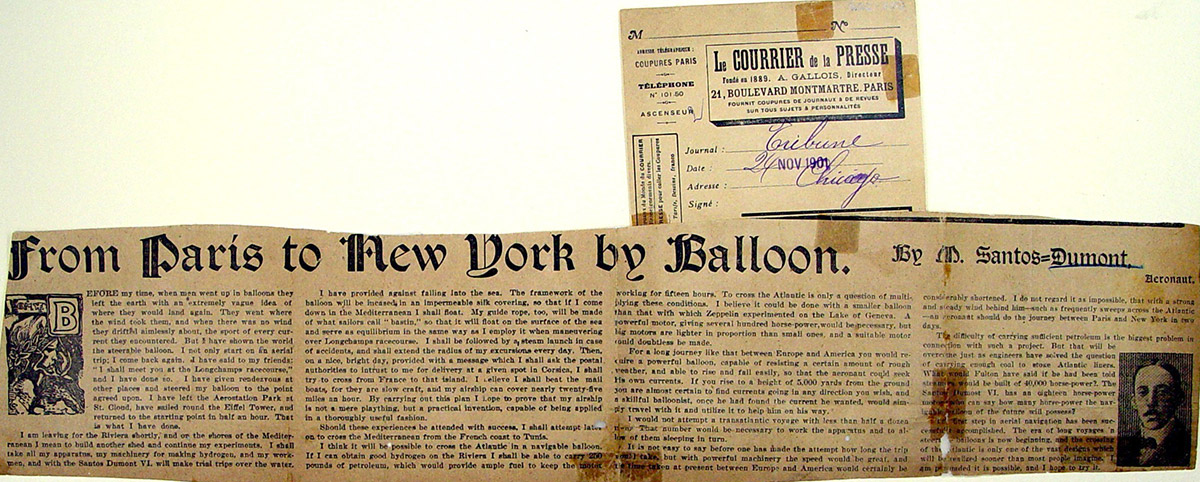 M
No
ADRESSE TÉLÉGRAPHIQUE :
COUPURES PARIS
TÉLÉPHONE
N° 101.50
ASCENSEUR
Le COURRIER de la PRESSE
Fondé en 1889. A. GALLOIS, Directeur
21, BOULEVARD MONTMARTRE. PARIS
FOURNIT COUPURES DE JOURNAUX & DE REVUES
SUR TOUS SUJETS & PERSONNALITÉS
Journal : Tribune
Date : 24 NOV 1901
Adresse : Chicago
Signé :
Tarifs, Dessins, franco
From Paris to New York by Balloon. By M. Santos=Dumont,
Aeronaut.
BEFORE my time, when men went up in balloons they
left the earth with an extremely vague idea of
where they would land again. They went where
the wind took them, and when there was no wind
they drifted aimlessly about, the sport of every cur-
rent they encountered. But I have shown the world
the steerable balloon. I not only start on an aerial
trip; I come back again. I have said to my friends:
"I shall meet you at the Longchamps racecourse,"
and I have done so. I have given rendezvous at
other places and steered my balloon to the point
agreed upon. I have left the Aerostation Park at
St. Cloud, have sailed round the Eiffel Tower, and
returned to the starting point in half an hour. That
is what I have done.
I am leaving for the Riviera shortly, and on the shores of the Mediter-
ranean I mean to build another shed and continue my experiments. I shall
take all my apparatus, my machinery for making hydrogen, and my work-
men, and with the Santos Dumont VI. will make trial trips over the water.
I have provided against falling into the sea. The framework of the
balloon will be incased in an impermeable silk covering, so that if I come
down in the Mediterranean I shall float. My guide rope, too, will be made
of what sailors call " bastin," so that it will float on the surface of the sea
and serve as equilibrium in the same way as I employ it when maneuvering
over Longchamps racecourse. I shall be followed by a steam launch in case
of accidents, and shall extend the radius of my excursions every day. Then,
on a nice, bright day, provided with a message which I shall ask the postal
authorities to intrust to me for delivery at a given spot in Corsica, I shall
try to cross from France to that island. I believe I shall beat the mail
boats, for they are slow craft, and my airship can cover nearly twenty-five
miles an hour. By carrying out this plan I hope to prove that my airship
is not a mere plaything, but a practical invention, capable of being applied
in a thoroughly useful fashion.
Should these experiments be attended with success, I shall attempt later
on to cross the Mediterranean from the French coast to Tunis.
I think it will be possible to cross the Atlantic in a navigable balloon.
If I can obtain good hydrogen on the Riviera I shall be able to carry 250
pounds of petroleum, which would provide ample fuel to keep the motor
working for fifteen hours. To cross the Atlantic is only a question of multi-
plying these conditions. I believe it could be done with a smaller balloon
than that with which Zeppelin experimented on the Lake of Geneva. A
powerful motor, giving several hundred horse-power, would be necessary, but
big motors are lighter in proportion than small ones, and a suitable motor
could doubtless be made.
For a long journey like that between Europe and America you would re-
quire a powerful balloon, capable of resisting a certain amount of rough
weather, and able to rise and fall easily, so that the aeronaut could seek
his own currents. If you rise to a height of 5,000 yards from the ground
you are almost certain to find currents going in any direction you wish, and
a skillful balloonist, once he had found the current he wanted, would sim-
ply travel with it and utilize it to help him on his way.
I would not attempt a transatlantic voyage with less than half a dozen
men. That number would be necessary to work the apparatus and to
of them sleeping in turn.
It is not easy to say before one has made the attempt how long the trip
would take, but with powerful machinery the speed would be great, and
the time taken at present between Europe and America would certainly be
considerably shortened. I do not regard it as impossible, that with a strong
and steady wind behind him—such as frequently sweeps across the Atlantic
—an aeronaut should do the journey between Paris and New York in two
days.
The difficulty of carrying sufficient petroleum is the biggest problem in
connection with such a project. But that will be
overcome just as engineers have solved the question
of carrying enough coal to stoke Atlantic liners.
What would Fulton have said if he had been told
steamers would be built of 40,000 horse-power? The
Santos Dumont VI. has an eighteen horse-power
motor. Who can say how many horse-power the nav-
igable balloon of the future will possess?
The first step in aerial navigation has been suc-
cessfully accomplished. The era of long voyages in
steerable balloons is now beginning, and the crossing
of the Atlantic is only one of the vast designs which
will be realized sooner than most people imagine. I
am persuaded it is possible, and I hope to try it.